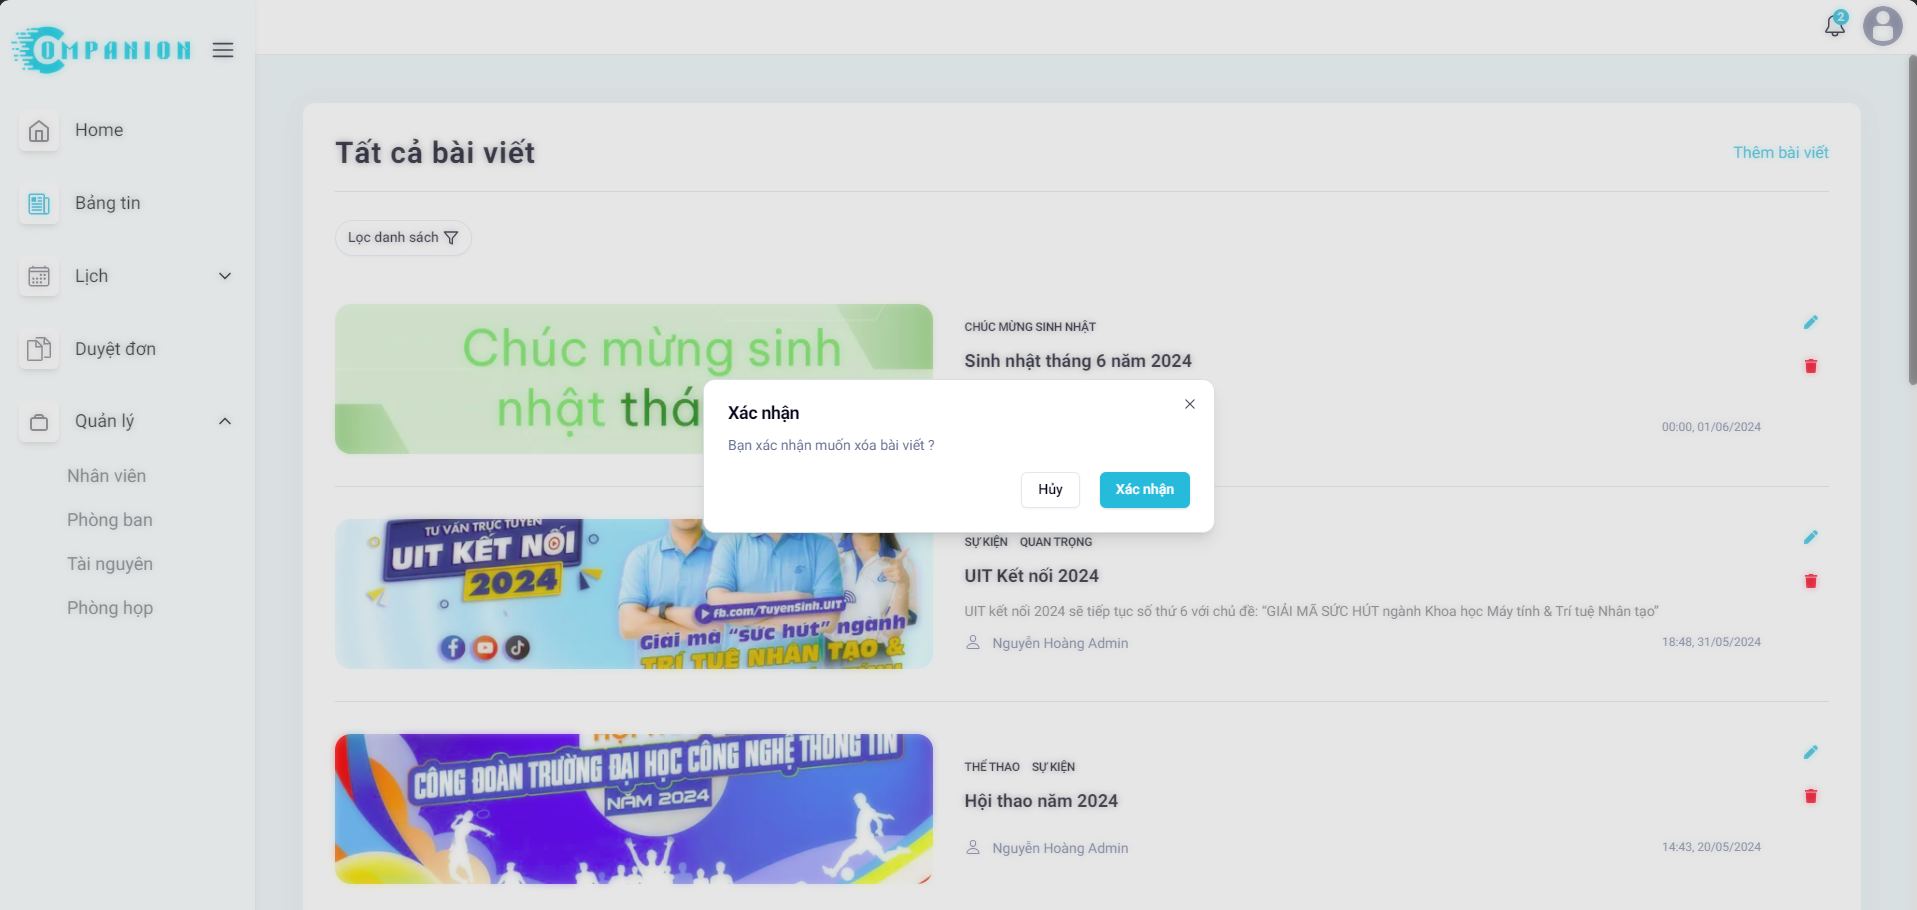 COMPANION
2
Home
Bảng tin
Lịch
Duyệt đơn
Quản lý
Nhân viên
Phòng ban
Tài nguyên
Phòng họp
Tất cả bài viết
Thêm bài viết
Lọc danh sách
Chúc mừng sinh
nhật thá
CHÚC MỪNG SINH NHẬT
Sinh nhật tháng 6 năm 2024
00:00, 01/06/2024
Xác nhận
Bạn xác nhận muốn xóa bài viết ?
Hủy
Xác nhận
TƯ VẤN TRỰC TUYẾN
UIT KẾT NỐI
2024
fb.com/TuyenSinh.UIT
Giải mã "sức hút" ngành
TRÍ TUỆ NHÂN TẠO &
SỰ KIỆN QUAN TRỌNG
UIT Kết nối 2024
UIT kết nối 2024 sẽ tiếp tục số thứ 6 với chủ đề: “GIẢI MÃ SỨC HÚT ngành Khoa học Máy tính & Trí tuệ Nhân tạo”
Nguyễn Hoàng Admin
18:48, 31/05/2024
CÔNG ĐOÀN TRƯỜNG ĐẠI HỌC CÔNG NGHỆ THÔNG TIN
NĂM 2024
THỂ THAO SỰ KIỆN
Hội thao năm 2024
Nguyễn Hoàng Admin
14:43, 20/05/2024